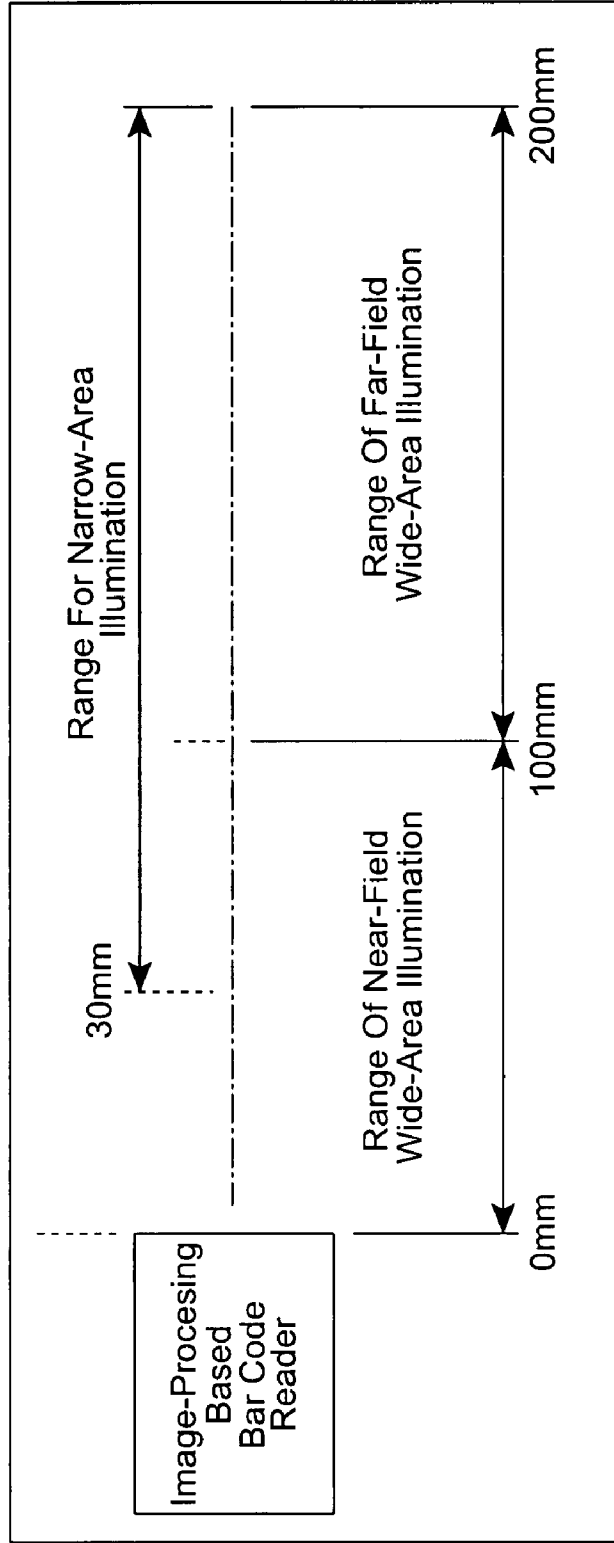 Image-Procesing
Based
Bar Code
Reader
30mm
Range For Narrow-Area
Illumination
Range Of Near-Field
Wide-Area Illumination
Range Of Far-Field
Wide-Area Illumination
0mm
100mm
200mm